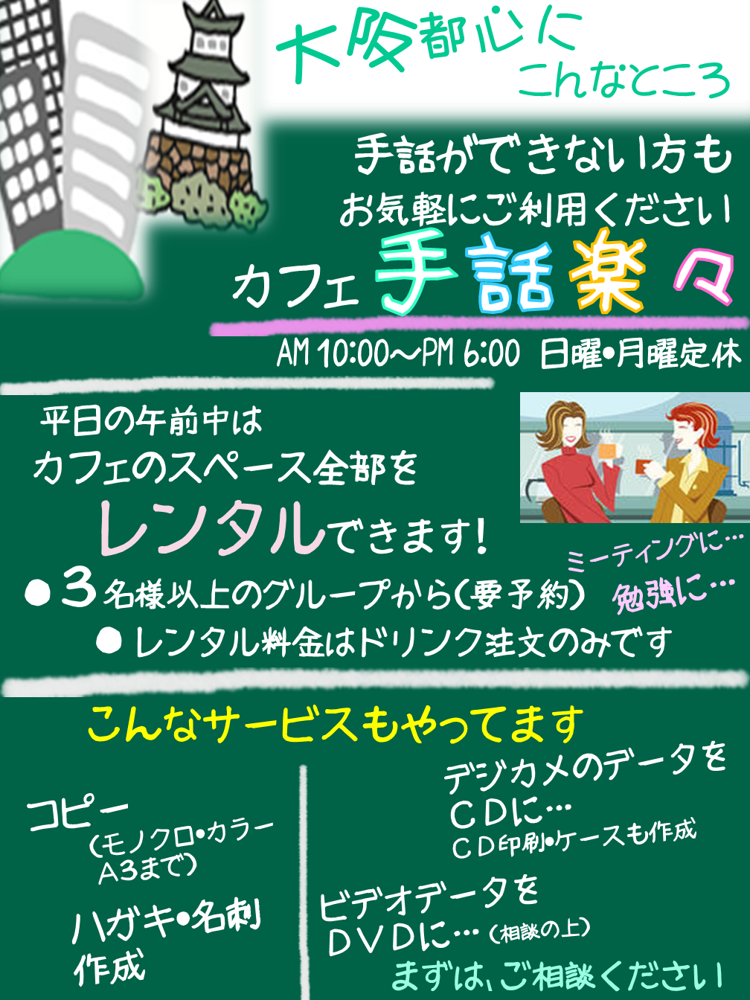 大阪都心に
こんなところ
手話ができない方も
お気軽にご利用ください
カフェ手話楽々
AM 10:00～PM 6:00 日曜•月曜定休
平日の午前中は
カフェのスペース全部を
レンタルできます!
ミーティングに…
勉強に…
●3名様以上のグループから(要予約)
●レンタル料金はドリンク注文のみです
こんなサービスもやってます
コピー
(モノクロ•カラー
A3まで)
ハガキ•名刺
作成
デジカメのデータを
ＣＤに…
ＣＤ印刷•ケースも作成
ビデオデータを
ＤＶＤに…(相談の上)
まずは、ご相談ください